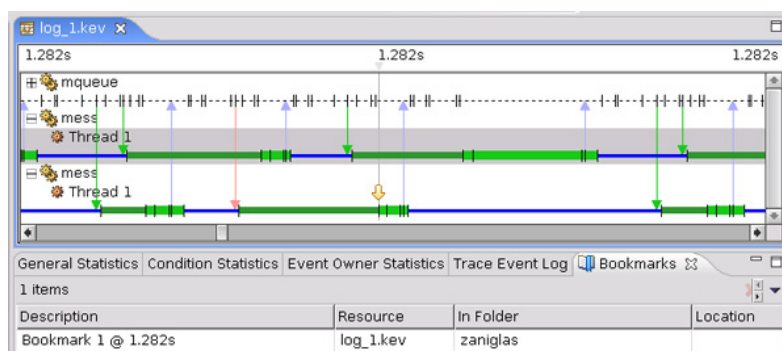 log_1.kev
1.282s 1.282s 1.282s
mqueue
mess
Thread 1
mess
Thread 1
General Statistics Condition Statistics Event Owner Statistics Trace Event Log Bookmarks
1 items
Description Resource In Folder Location
Bookmark 1 @ 1.282s log_1.kev zaniglas